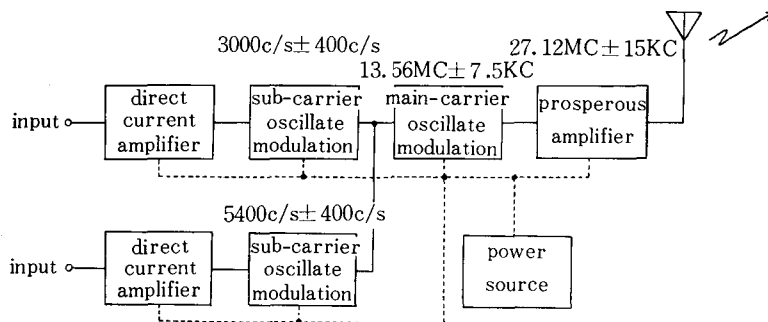 3000c/s±400c/s
27.12MC±15KC
13.56MC±7.5KC
input
direct
current
amplifier
sub-carrier
oscillate
modulation
main-carrier
oscillate
modulation
prosperous
amplifier
5400c/s±400c/s
input
direct
current
amplifier
sub-carrier
oscillate
modulation
power
source